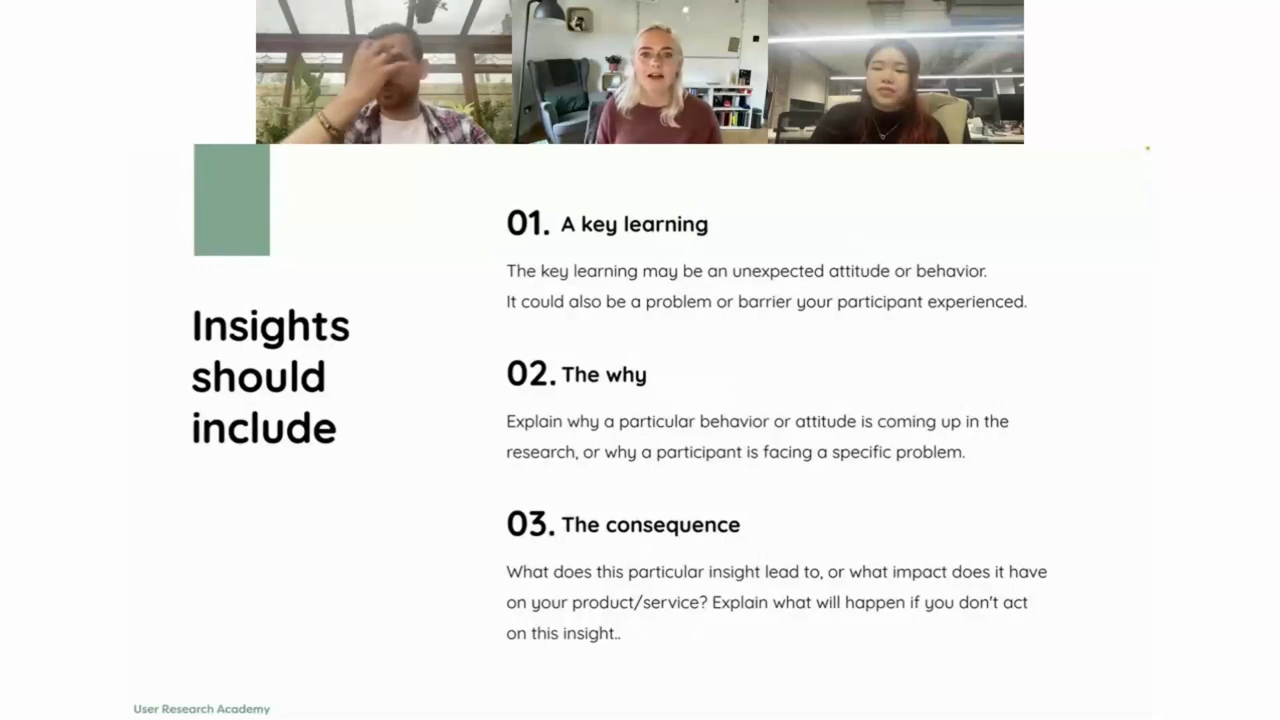 01. A key learning
The key learning may be an unexpected attitude or behavior.
It could also be a problem or barrier your participant experienced.
Insights
should
include
02. The why
Explain why a particular behavior or attitude is coming up in the
research, or why a participant is facing a specific problem.
03. The consequence
What does this particular insight lead to, or what impact does it have
on your product/service? Explain what will happen if you don't act
on this insight..
User Research Academy